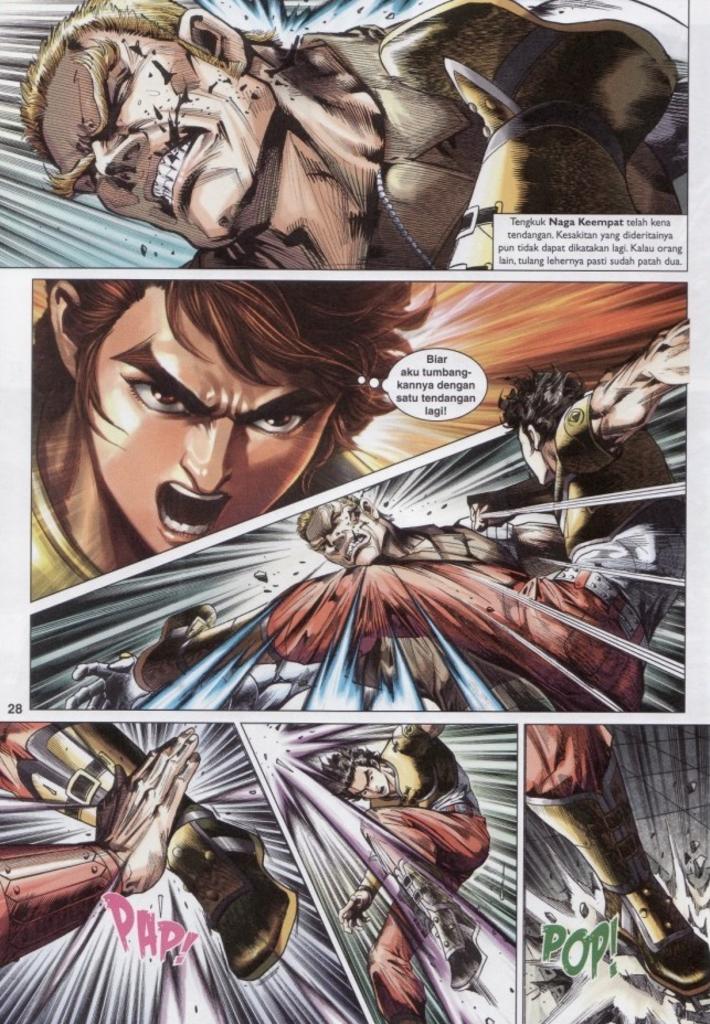 Tengkuk Naga Keempat telah kena
tendangan. Kesakitan yang dideritainya
pun tidak dapat dikatakan lagi. Kalau orang
lain, tulang lehernya pasti sudah patah dua.
Biar
aku tumbang-
kannya dengan
satu tendangan
lagi!
28
PAP!
POP!